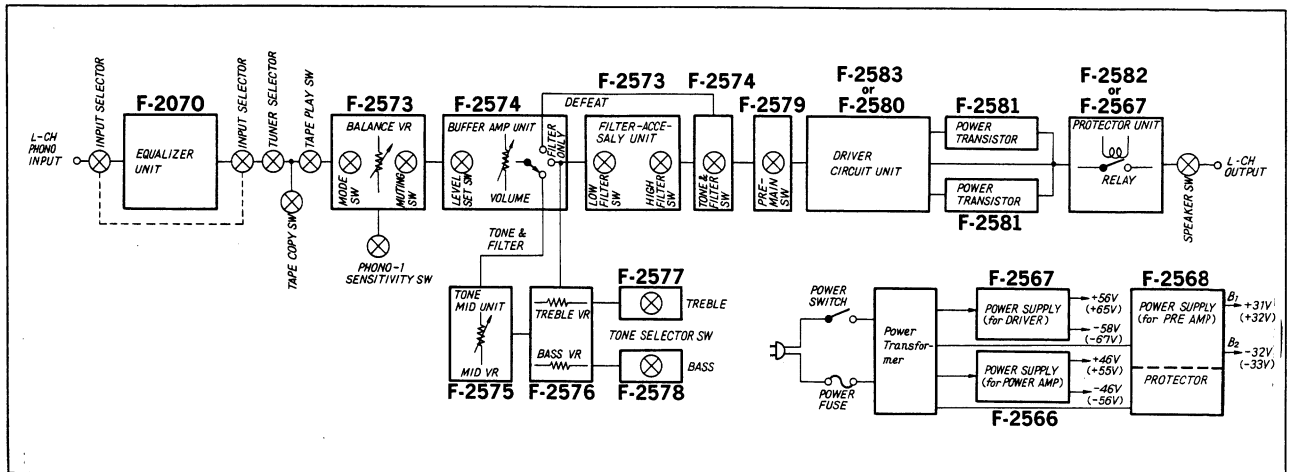 L-CH
PHONO
INPUT
INPUT SELECTOR
F-2070
EQUALIZER
UNIT
INPUT SELECTOR
TUNER SELECTOR
TAPE PLAY SW
TAPE COPY SW
F-2573
BALANCE VR
MODE SW
MUTING SW
PHONO-1
SENSITIVITY SW
F-2574
BUFFER AMP UNIT
LEVEL
SET SW
VOLUME
FILTER
ONLY
DEFEAT
TONE &
FILTER
F-2573
FILTER-ACCE-
SALY UNIT
LOW
FILTER
SW
HIGH
FILTER
SW
F-2574
TONE &
FILTER
SW
F-2579
PRE-
MAIN
SW
F-2583
or
F-2580
DRIVER
CIRCUIT UNIT
F-2581
POWER
TRANSISTOR
POWER
TRANSISTOR
F-2581
F-2582
or
F-2567
PROTECTOR UNIT
RELAY
SPEAKER SW
L-CH
OUTPUT
TONE
MID UNIT
MID VR
F-2575
TREBLE VR
BASS VR
F-2576
F-2577
TREBLE
TONE SELECTOR SW
BASS
F-2578
POWER
SWITCH
POWER
FUSE
Power
Transfor-
mer
F-2567
POWER SUPPLY
(for DRIVER)
+56V
(+65V)
-58V
(-67V)
POWER SUPPLY
(for POWER AMP)
+46V
(+55V)
-46V
(-56V)
F-2566
F-2568
POWER SUPPLY
(for PRE AMP)
PROTECTOR
B1
+31V
(+32V)
B2
-32V
(-33V)